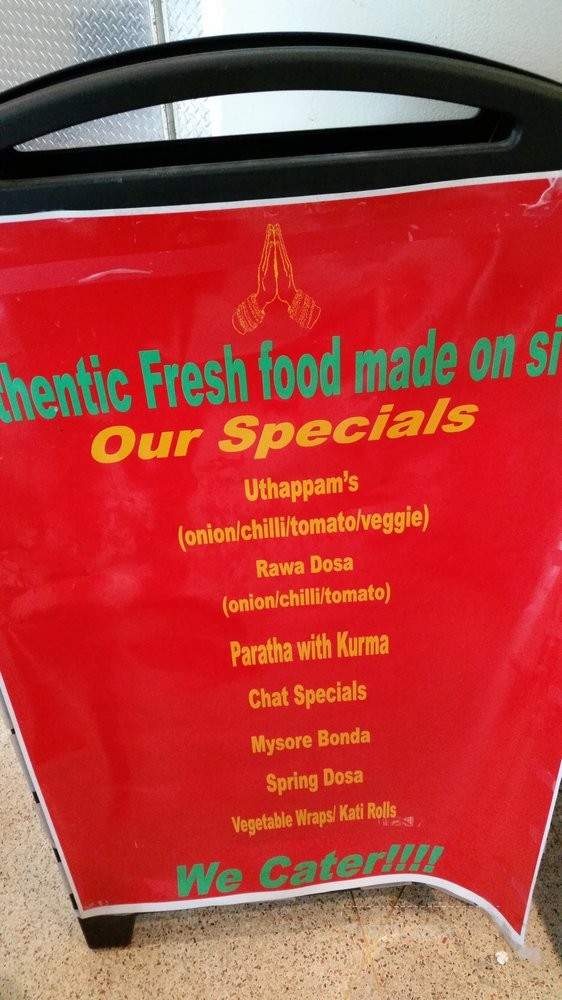 thentic Fresh food made on si
Our Specials
Uthappam's
(onion/chilli/tomato/veggie)
Rawa Dosa
(onion/chilli/tomato)
Paratha with Kurma
Chat Specials
Mysore Bonda
Spring Dosa
Vegetable Wraps/ Kati Rolls
We Cater!!!!